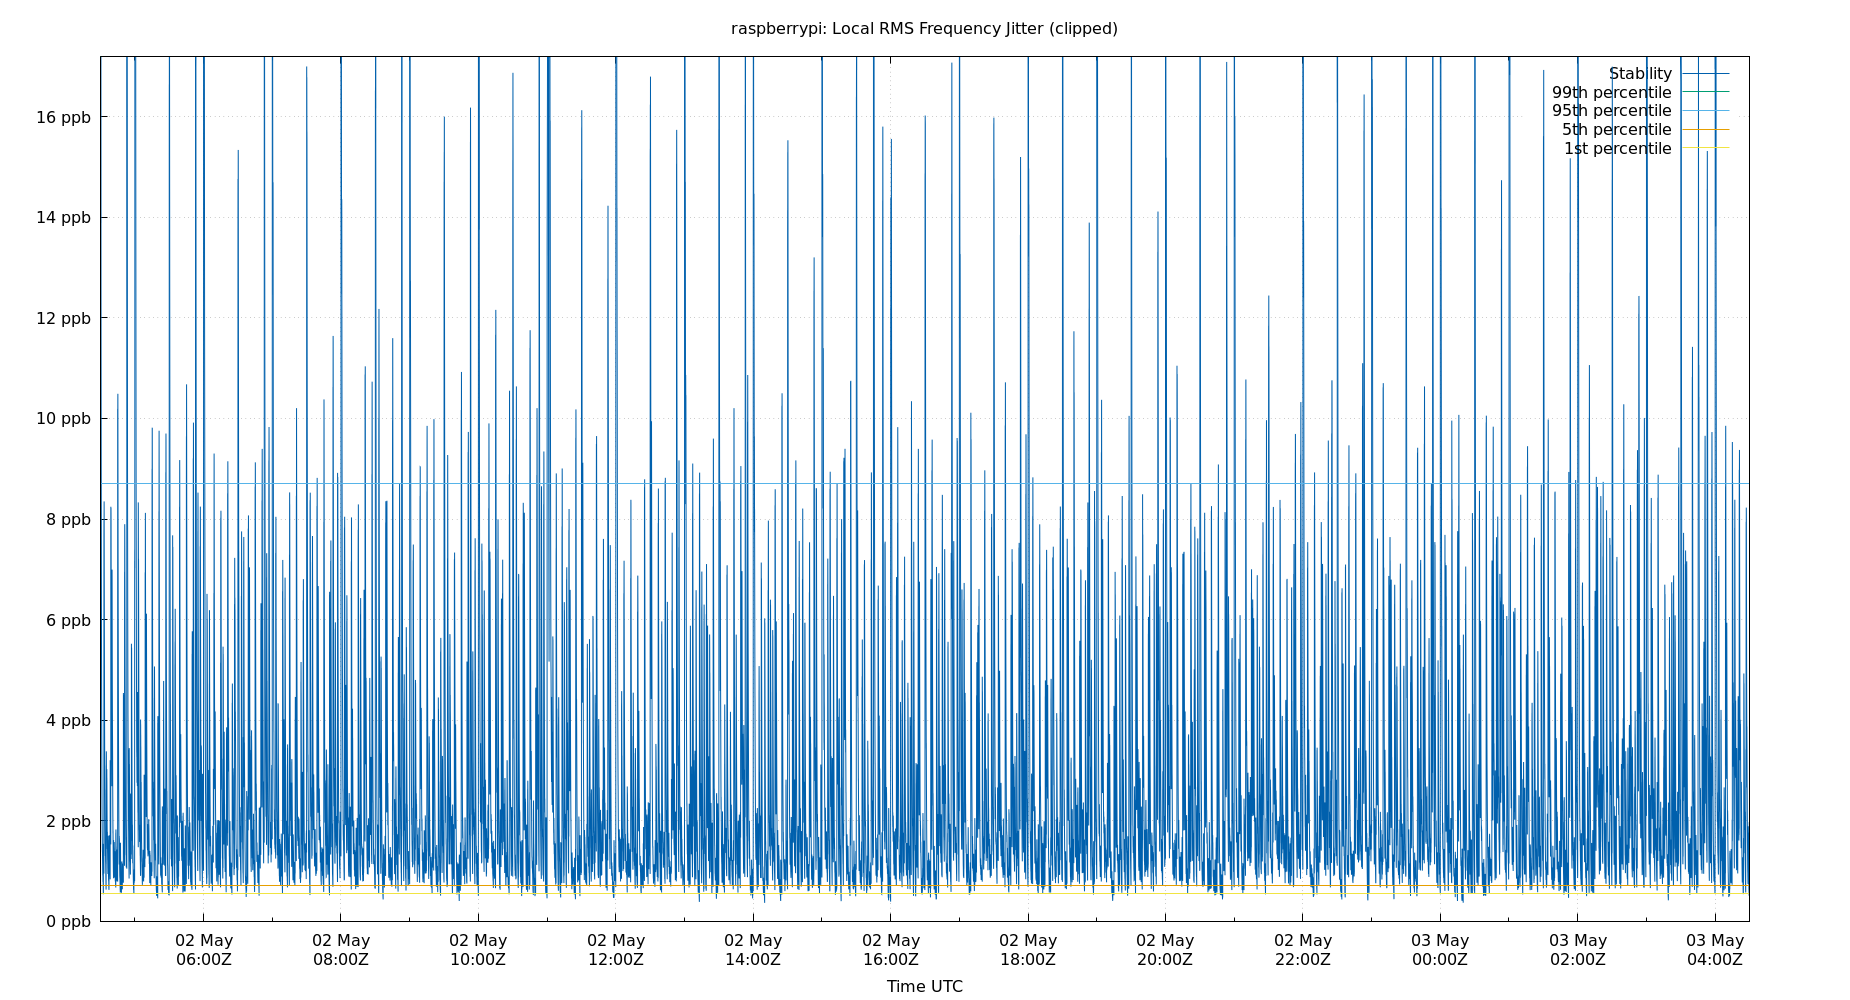 raspberrypi: Local RMS Frequency Jitter (clipped)
Stability
99th percentile
95th percentile
5th percentile
1st percentile
16 ppb
14 ppb
12 ppb
10 ppb
8 ppb
6 ppb
4 ppb
2 ppb
0 ppb
02 May 02 May 02 May 02 May 02 May 02 May 02 May 02 May 02 May 03 May 03 May 03 May
06:00Z 08:00Z 10:00Z 12:00Z 14:00Z 16:00Z 18:00Z 20:00Z 22:00Z 00:00Z 02:00Z 04:00Z
Time UTC